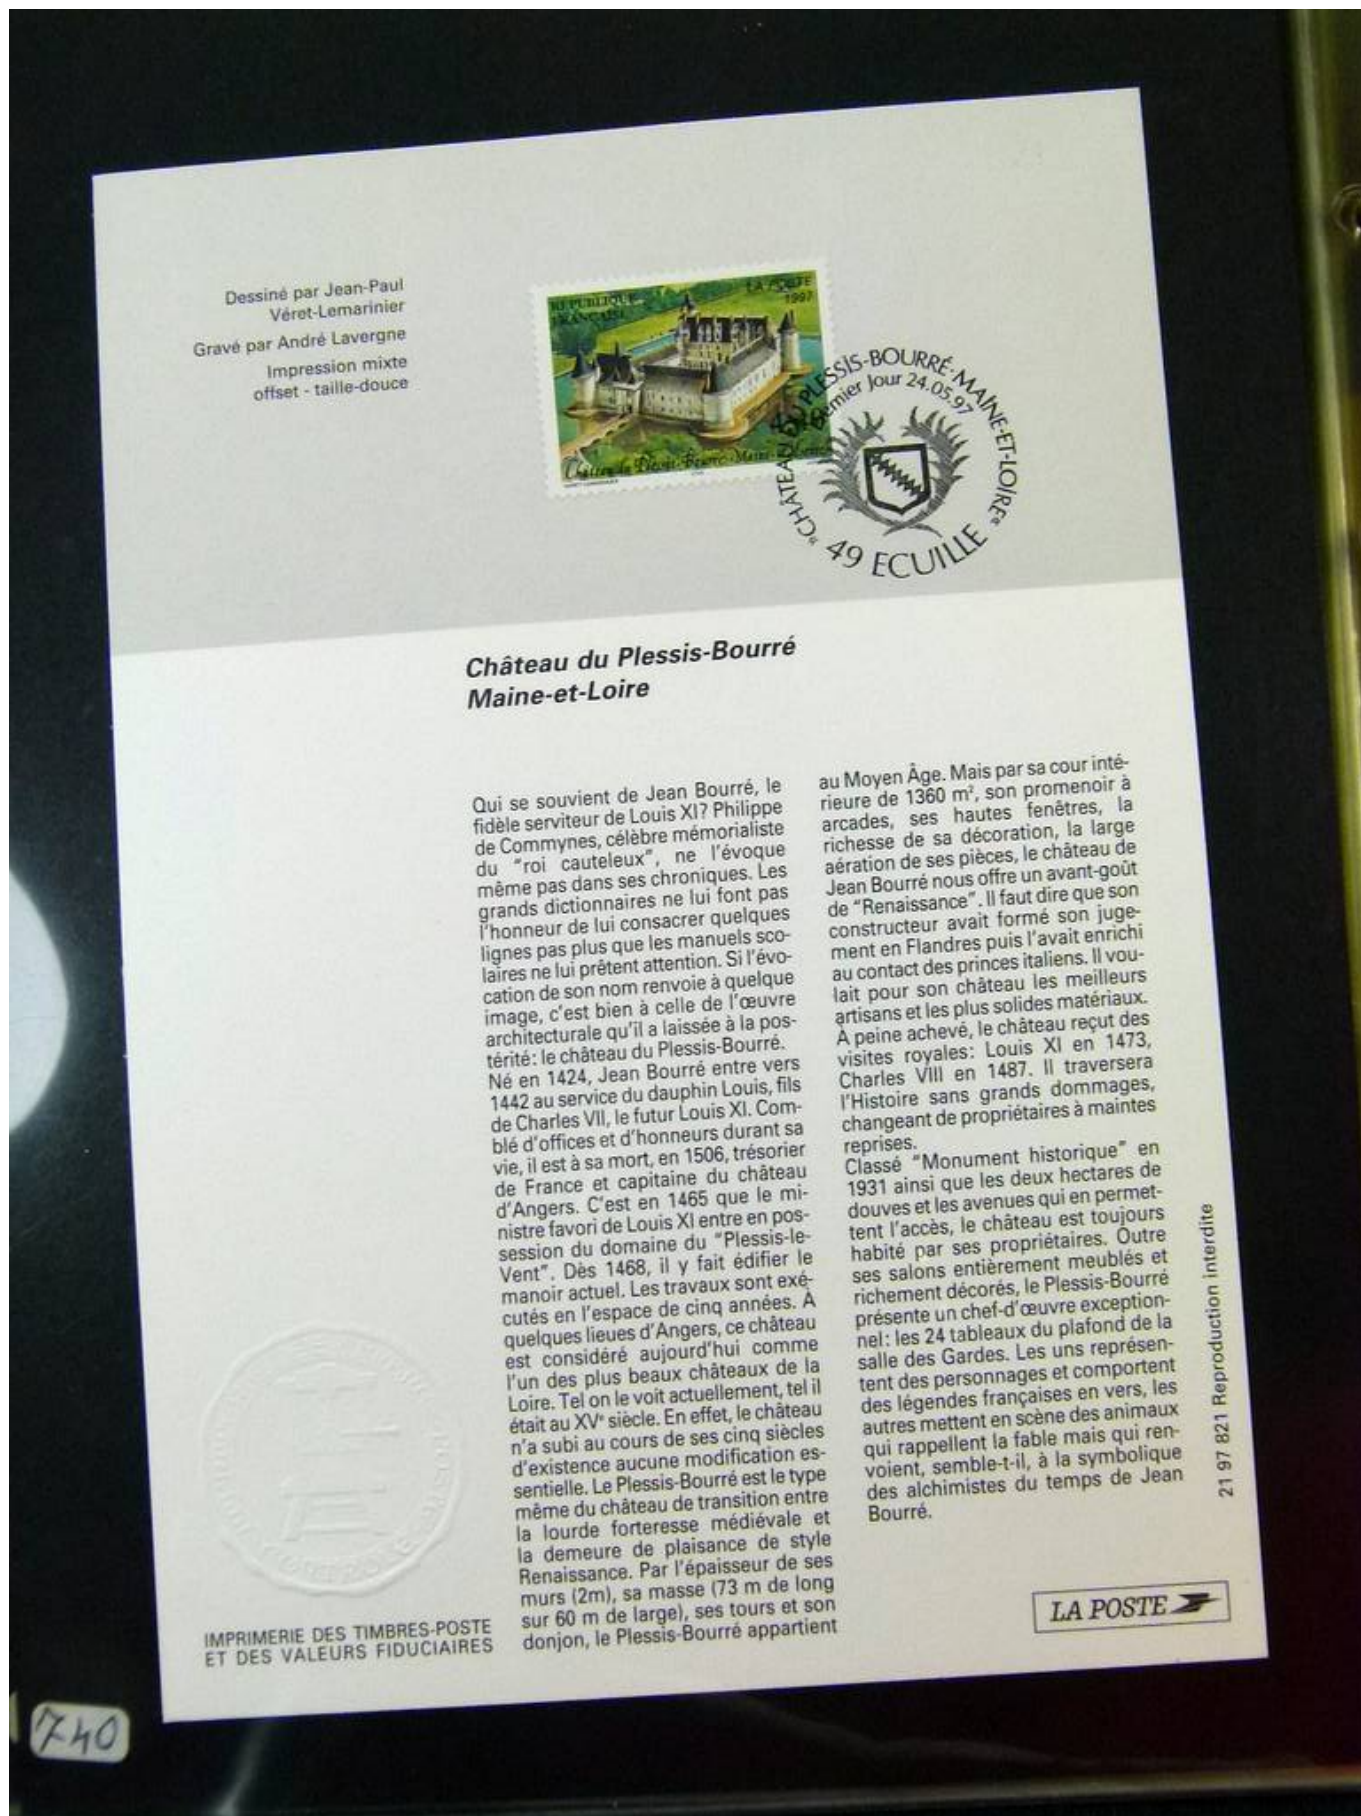 Dessiné par Jean-Paul
Véret-Lemarinier
Gravé par André Lavergne
Impression mixte
offset - taille-douce
REPUBLIQUE
FRANCAISE
LA POSTE
1997
Château du Plessis-Bourré-Maine-
"CHÂTEAU DU PLESSIS-BOURRÉ-MAINE-ET-LOIRE"
Premier Jour 24.05.97
49 ECUILLE
Château du Plessis-Bourré
Maine-et-Loire
Qui se souvient de Jean Bourré, le
fidèle serviteur de Louis XI? Philippe
de Commynes, célèbre mémorialiste
du "roi cauteleux", ne l'évoque
même pas dans ses chroniques. Les
grands dictionnaires ne lui font pas
l'honneur de lui consacrer quelques
lignes pas plus que les manuels sco-
laires ne lui prêtent attention. Si l'évo-
cation de son nom renvoie à quelque
image, c'est bien à celle de l'œuvre
architecturale qu'il a laissée à la pos-
térité: le château du Plessis-Bourré.
Né en 1424, Jean Bourré entre vers
1442 au service du dauphin Louis, fils
de Charles VII, le futur Louis XI. Com-
blé d'offices et d'honneurs durant sa
vie, il est à sa mort, en 1506, trésorier
de France et capitaine du château
d'Angers. C'est en 1465 que le mi-
nistre favori de Louis XI entre en pos-
session du domaine du "Plessis-le-
Vent". Dès 1468, il y fait édifier le
manoir actuel. Les travaux sont exé-
cutés en l'espace de cinq années. À
quelques lieues d'Angers, ce château
est considéré aujourd'hui comme
l'un des plus beaux châteaux de la
Loire. Tel on le voit actuellement, tel il
était au XVe siècle. En effet, le château
n'a subi au cours de ses cinq siècles
d'existence aucune modification es-
sentielle. Le Plessis-Bourré est le type
même du château de transition entre
la lourde forteresse médiévale et
la demeure de plaisance de style
Renaissance. Par l'épaisseur de ses
murs (2m), sa masse (73 m de long
sur 60 m de large), ses tours et son
donjon, le Plessis-Bourré appartient
au Moyen Âge. Mais par sa cour inté-
rieure de 1360 m², son promenoir à
arcades, ses hautes fenêtres, la
richesse de sa décoration, la large
aération de ses pièces, le château de
Jean Bourré nous offre un avant-goût
de "Renaissance". Il faut dire que son
constructeur avait formé son juge-
ment en Flandres puis l'avait enrichi
au contact des princes italiens. Il vou-
lait pour son château les meilleurs
artisans et les plus solides matériaux.
À peine achevé, le château reçut des
visites royales: Louis XI en 1473,
Charles VIII en 1487. Il traversera
l'Histoire sans grands dommages,
changeant de propriétaires à maintes
reprises.
Classé "Monument historique" en
1931 ainsi que les deux hectares de
douves et les avenues qui en permet-
tent l'accès, le château est toujours
habité par ses propriétaires. Outre
ses salons entièrement meublés et
richement décorés, le Plessis-Bourré
présente un chef-d'œuvre exception-
nel: les 24 tableaux du plafond de la
salle des Gardes. Les uns représen-
tent des personnages et comportent
des légendes françaises en vers, les
autres mettent en scène des animaux
qui rappellent la fable mais qui ren-
voient, semble-t-il, à la symbolique
des alchimistes du temps de Jean
Bourré.
21 97 821 Reproduction interdite
IMPRIMERIE DES TIMBRES-POSTE
ET DES VALEURS FIDUCIAIRES
LA POSTE
740